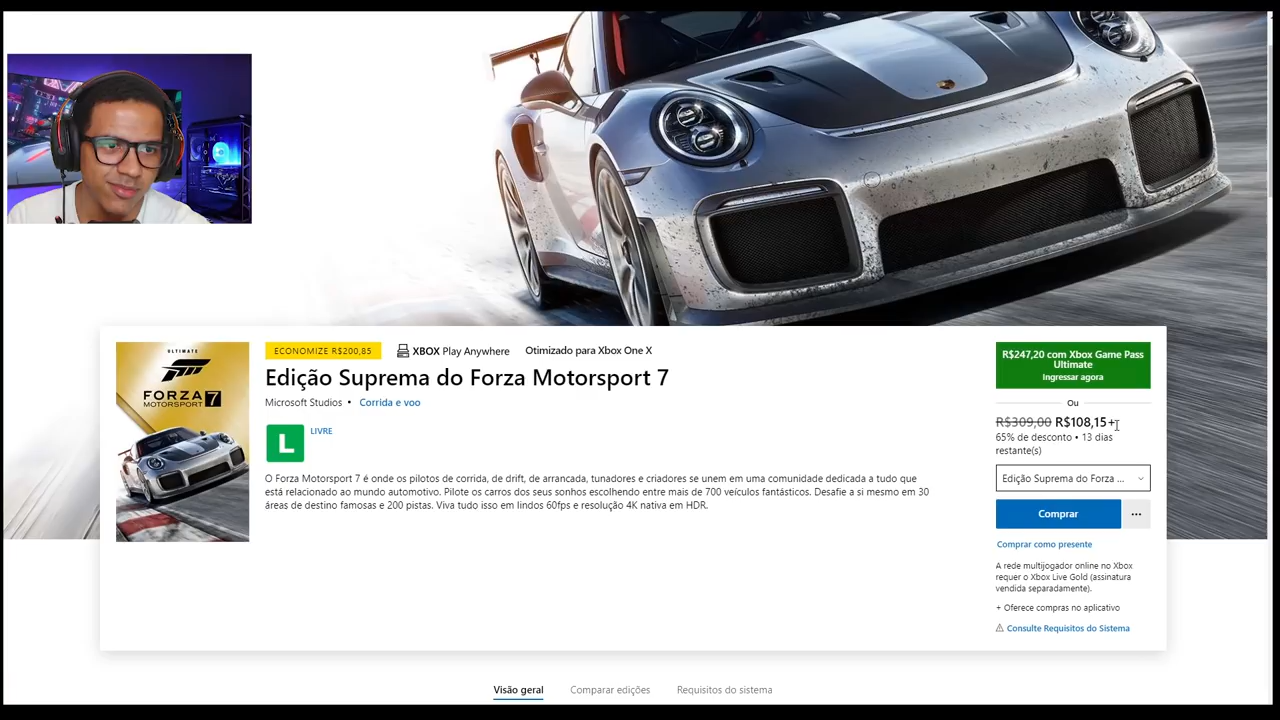 ULTIMATE
FORZA
MOTORSPORT 7
ECONOMIZE R$200,85
XBOX Play Anywhere
Otimizado para Xbox One X
Edição Suprema do Forza Motorsport 7
Microsoft Studios • Corrida e voo
L
LIVRE
O Forza Motorsport 7 é onde os pilotos de corrida, de drift, de arrancada, tunadores e criadores se unem em uma comunidade dedicada a tudo que
está relacionado ao mundo automotivo. Pilote os carros dos seus sonhos escolhendo entre mais de 700 veículos fantásticos. Desafie a si mesmo em 30
áreas de destino famosas e 200 pistas. Viva tudo isso em lindos 60fps e resolução 4K nativa em HDR.
R$247,20 com Xbox Game Pass
Ultimate
Ingressar agora
Ou
R$309,00 R$108,15+
65% de desconto • 13 dias
restante(s)
Edição Suprema do Forza ...
Comprar
Comprar como presente
A rede multijogador online no Xbox
requer o Xbox Live Gold (assinatura
vendida separadamente).
+ Oferece compras no aplicativo
Consulte Requisitos do Sistema
Visão geral
Comparar edições
Requisitos do sistema